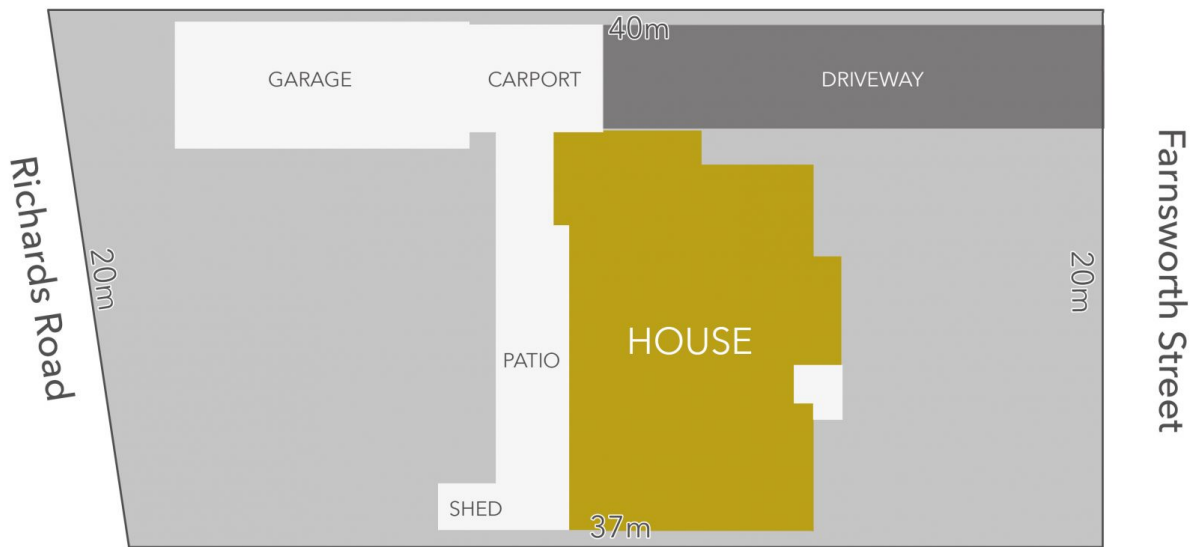 40m
GARAGE
CARPORT
DRIVEWAY
Richards Road
20m
HOUSE
PATIO
20m
Farnsworth Street
SHED
37m